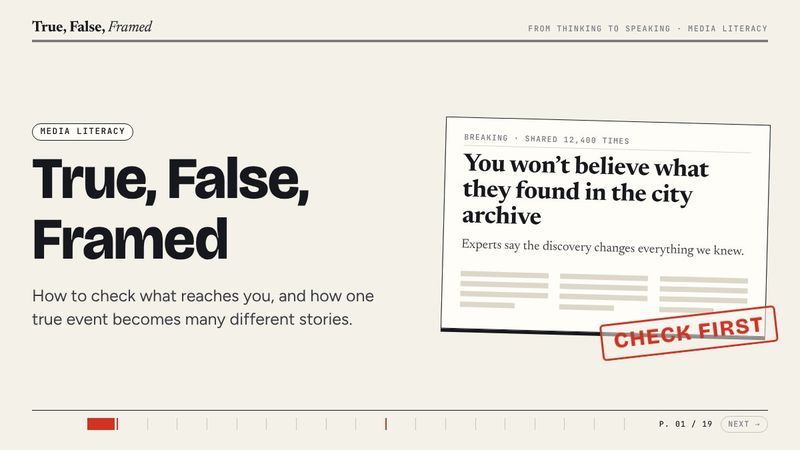 True, False, Framed
FROM THINKING TO SPEAKING · MEDIA LITERACY
MEDIA LITERACY
True, False,
Framed
How to check what reaches you, and how one
true event becomes many different stories.
BREAKING · SHARED 12,400 TIMES
You won’t believe what
they found in the city
archive
Experts say the discovery changes everything we knew.
CHECK FIRST
P. 01 / 19
NEXT →